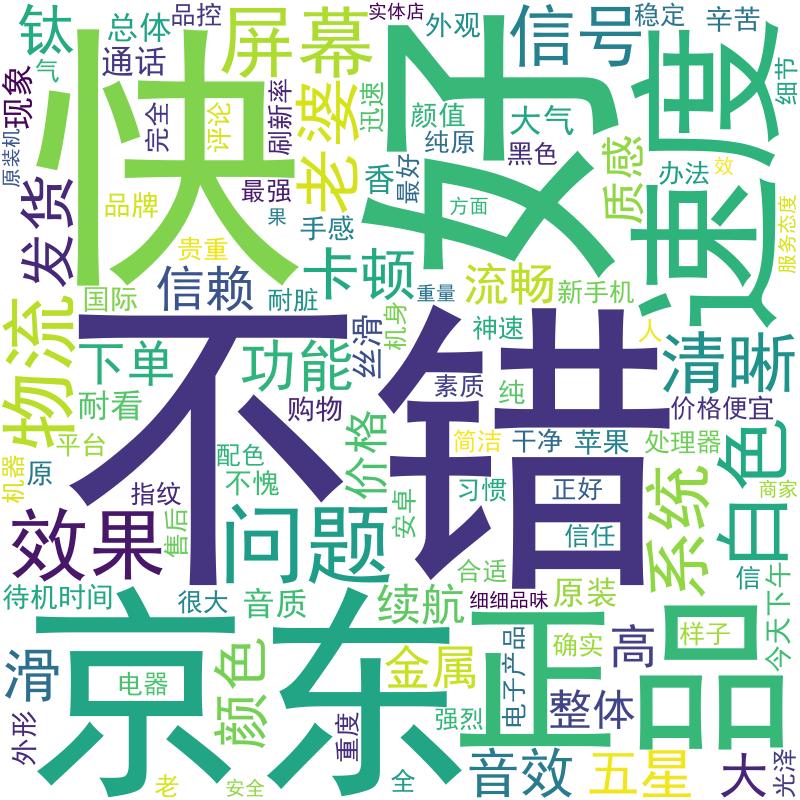 钛
总体
品控
实体店
屏幕
外观
信号
稳定
辛苦
气
通话
快
好
速度
细节
现象
原装机
完全
评论
刷新率
老婆
迅速
颜值
纯原
大气
黑色
质感
办法
效
发货
品牌
最强
果
手感
香
最好
方面
服务态度
贵重
国际
信赖
耐脏
卡顿
重量
流畅
新手机
物流
下单
功能
丝滑
机身
神速
人
清晰
不错
耐看
购物
价格
素质
纯
价格便宜
平台
配色
简洁
干净
苹果
处理器
白色
机器
原
指纹
不愧
安卓
习惯
正好
系统
商家
效果
售后
问题
信任
合适
信
今天下午
待机时间
很大
音质
续航
细细品味
原装
京东
正品
滑
电器
颜色
金属
电子产品
确实
高
样子
外形
重度
强烈
整体
老
安全
全
音效
五星
大
光泽